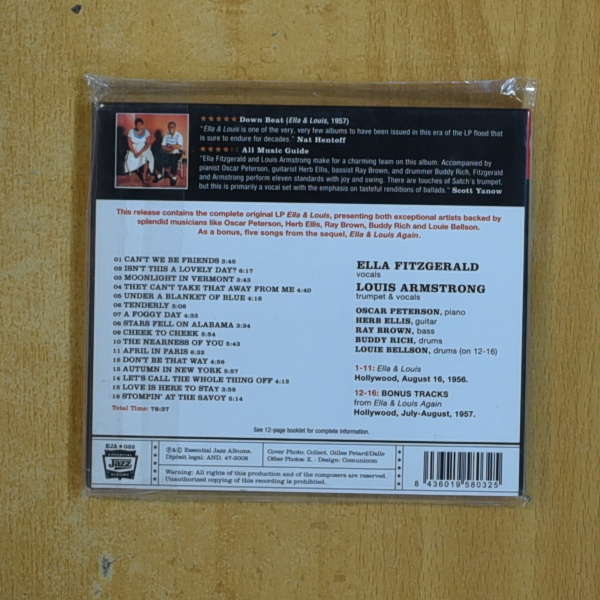 ★★★★★ Down Beat (Ella & Louis, 1957)
"Ella & Louis is one of the very, very few albums to have been issued in this era of the LP flood that
is sure to endure for decades." Nat Hentoff
All Music Guide
"Ella Fitzgerald and Louis Armstrong make for a charming team on this album. Accompanied by
pianist Oscar Peterson, guitarist Herb Ellis, bassist Ray Brown, and drummer Buddy Rich, Fitzgerald
and Armstrong perform eleven standards with joy and swing. There are touches of Satch's trumpet,
but this is primarily a vocal set with the emphasis on tasteful renditions of ballads." Scott Yanow
This release contains the complete original LP Ella & Louis, presenting both exceptional artists backed by
splendid musicians like Oscar Peterson, Herb Ellis, Ray Brown, Buddy Rich and Louie Bellson.
As a bonus, five songs from the sequel, Ella & Louis Again.
01 CAN'T WE BE FRIENDS 3:45
02 ISN'T THIS A LOVELY DAY? 6:17
03 MOONLIGHT IN VERMONT 3:43
04 THEY CAN'T TAKE THAT AWAY FROM ME 4:40
05 UNDER A BLANKET OF BLUE 4:18
06 TENDERLY 5:08
07 A FOGGY DAY 4:33
08 STARS FELL ON ALABAMA 3:34
09 CHEEK TO CHEEK 5:54
10 THE NEARNESS OF YOU 5:43
11 APRIL IN PARIS 6:33
12 DON'T BE THAT WAY 4:56
13 AUTUMN IN NEW YORK 5:57
14 LET'S CALL THE WHOLE THING OFF 4:12
15 LOVE IS HERE TO STAY 3:58
16 STOMPIN' AT THE SAVOY 5:14
Total Time: 79:37
ELLA FITZGERALD
vocals
LOUIS ARMSTRONG
trumpet & vocals
OSCAR PETERSON, piano
HERB ELLIS, guitar
RAY BROWN, bass
BUDDY RICH, drums
LOUIE BELLSON, drums (on 12-16)
1-11: Ella & Louis
Hollywood, August 16, 1956.
12-16: BONUS TRACKS
from Ella & Louis Again
Hollywood, July-August, 1957.
See 12-page booklet for complete information.
EJA ★ 032
ESSENTIAL
Jazz
ALBUMS
℗&© Essential Jazz Albums.
Dipòsit legal: AND. 47-2008
Cover Photo: Collect. Gilles Petard/Dalle
Other Photos: X. · Design: Comunicom
Warning: All rights of this production and of the composers are reserved.
Unauthorized copying of this recording is prohibited.
8 436019 580325